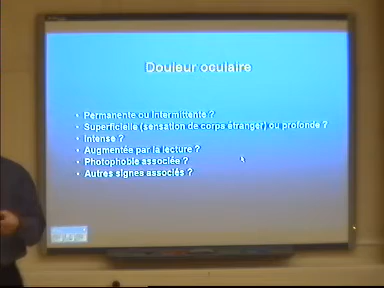 Douleur oculaire
• Permanente ou intermittente ?
• Superficielle (sensation de corps étranger) ou profonde ?
• Intense ?
• Augmentée par la lecture ?
• Photophobie associée ?
• Autres signes associés ?